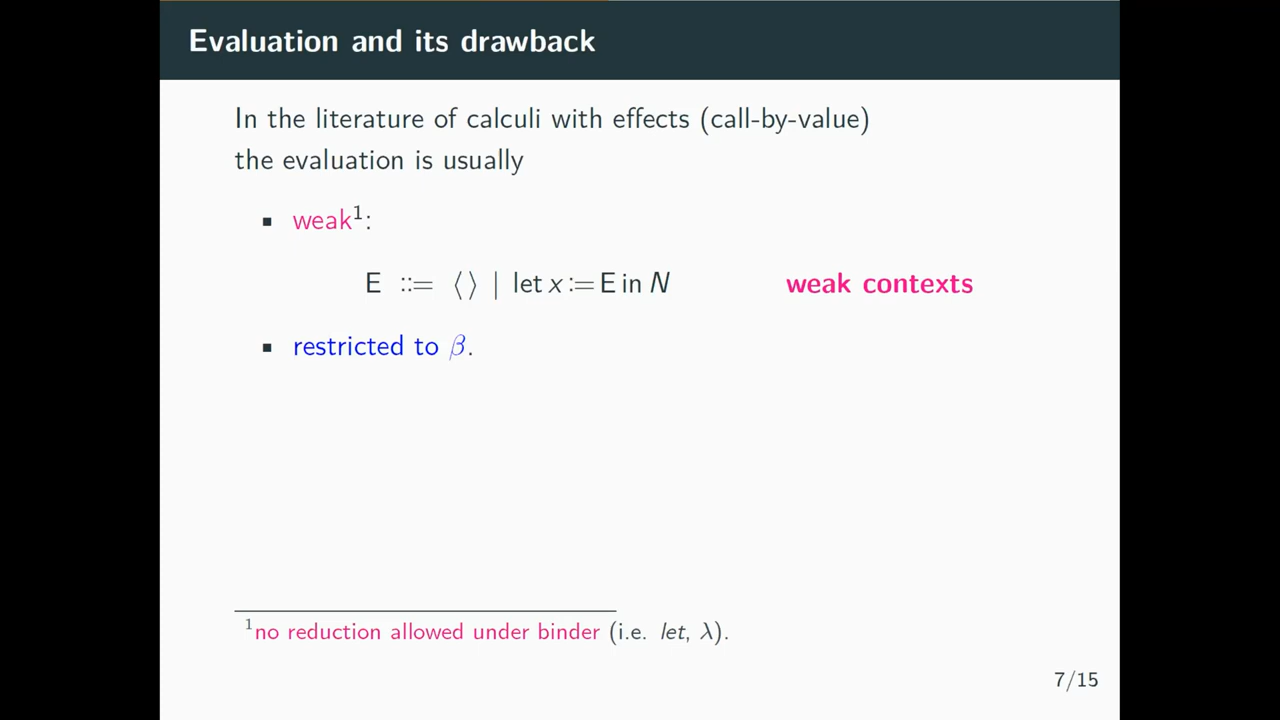 Evaluation and its drawback
In the literature of calculi with effects (call-by-value)
the evaluation is usually
▪ weak¹:
E ::= ⟨ ⟩ | let x := E in N weak contexts
▪ restricted to β.
¹no reduction allowed under binder (i.e. let, λ).
7/15